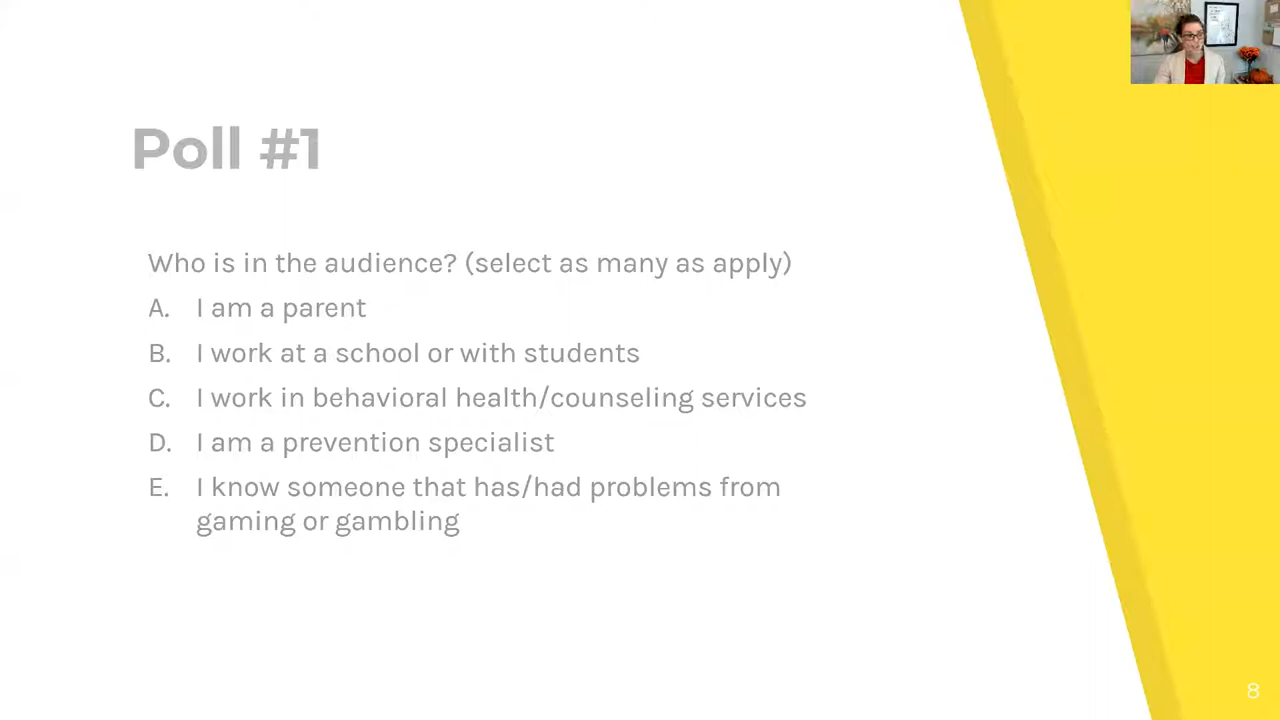 Poll #1
Who is in the audience? (select as many as apply)
A. I am a parent
B. I work at a school or with students
C. I work in behavioral health/counseling services
D. I am a prevention specialist
E. I know someone that has/had problems from
gaming or gambling
8